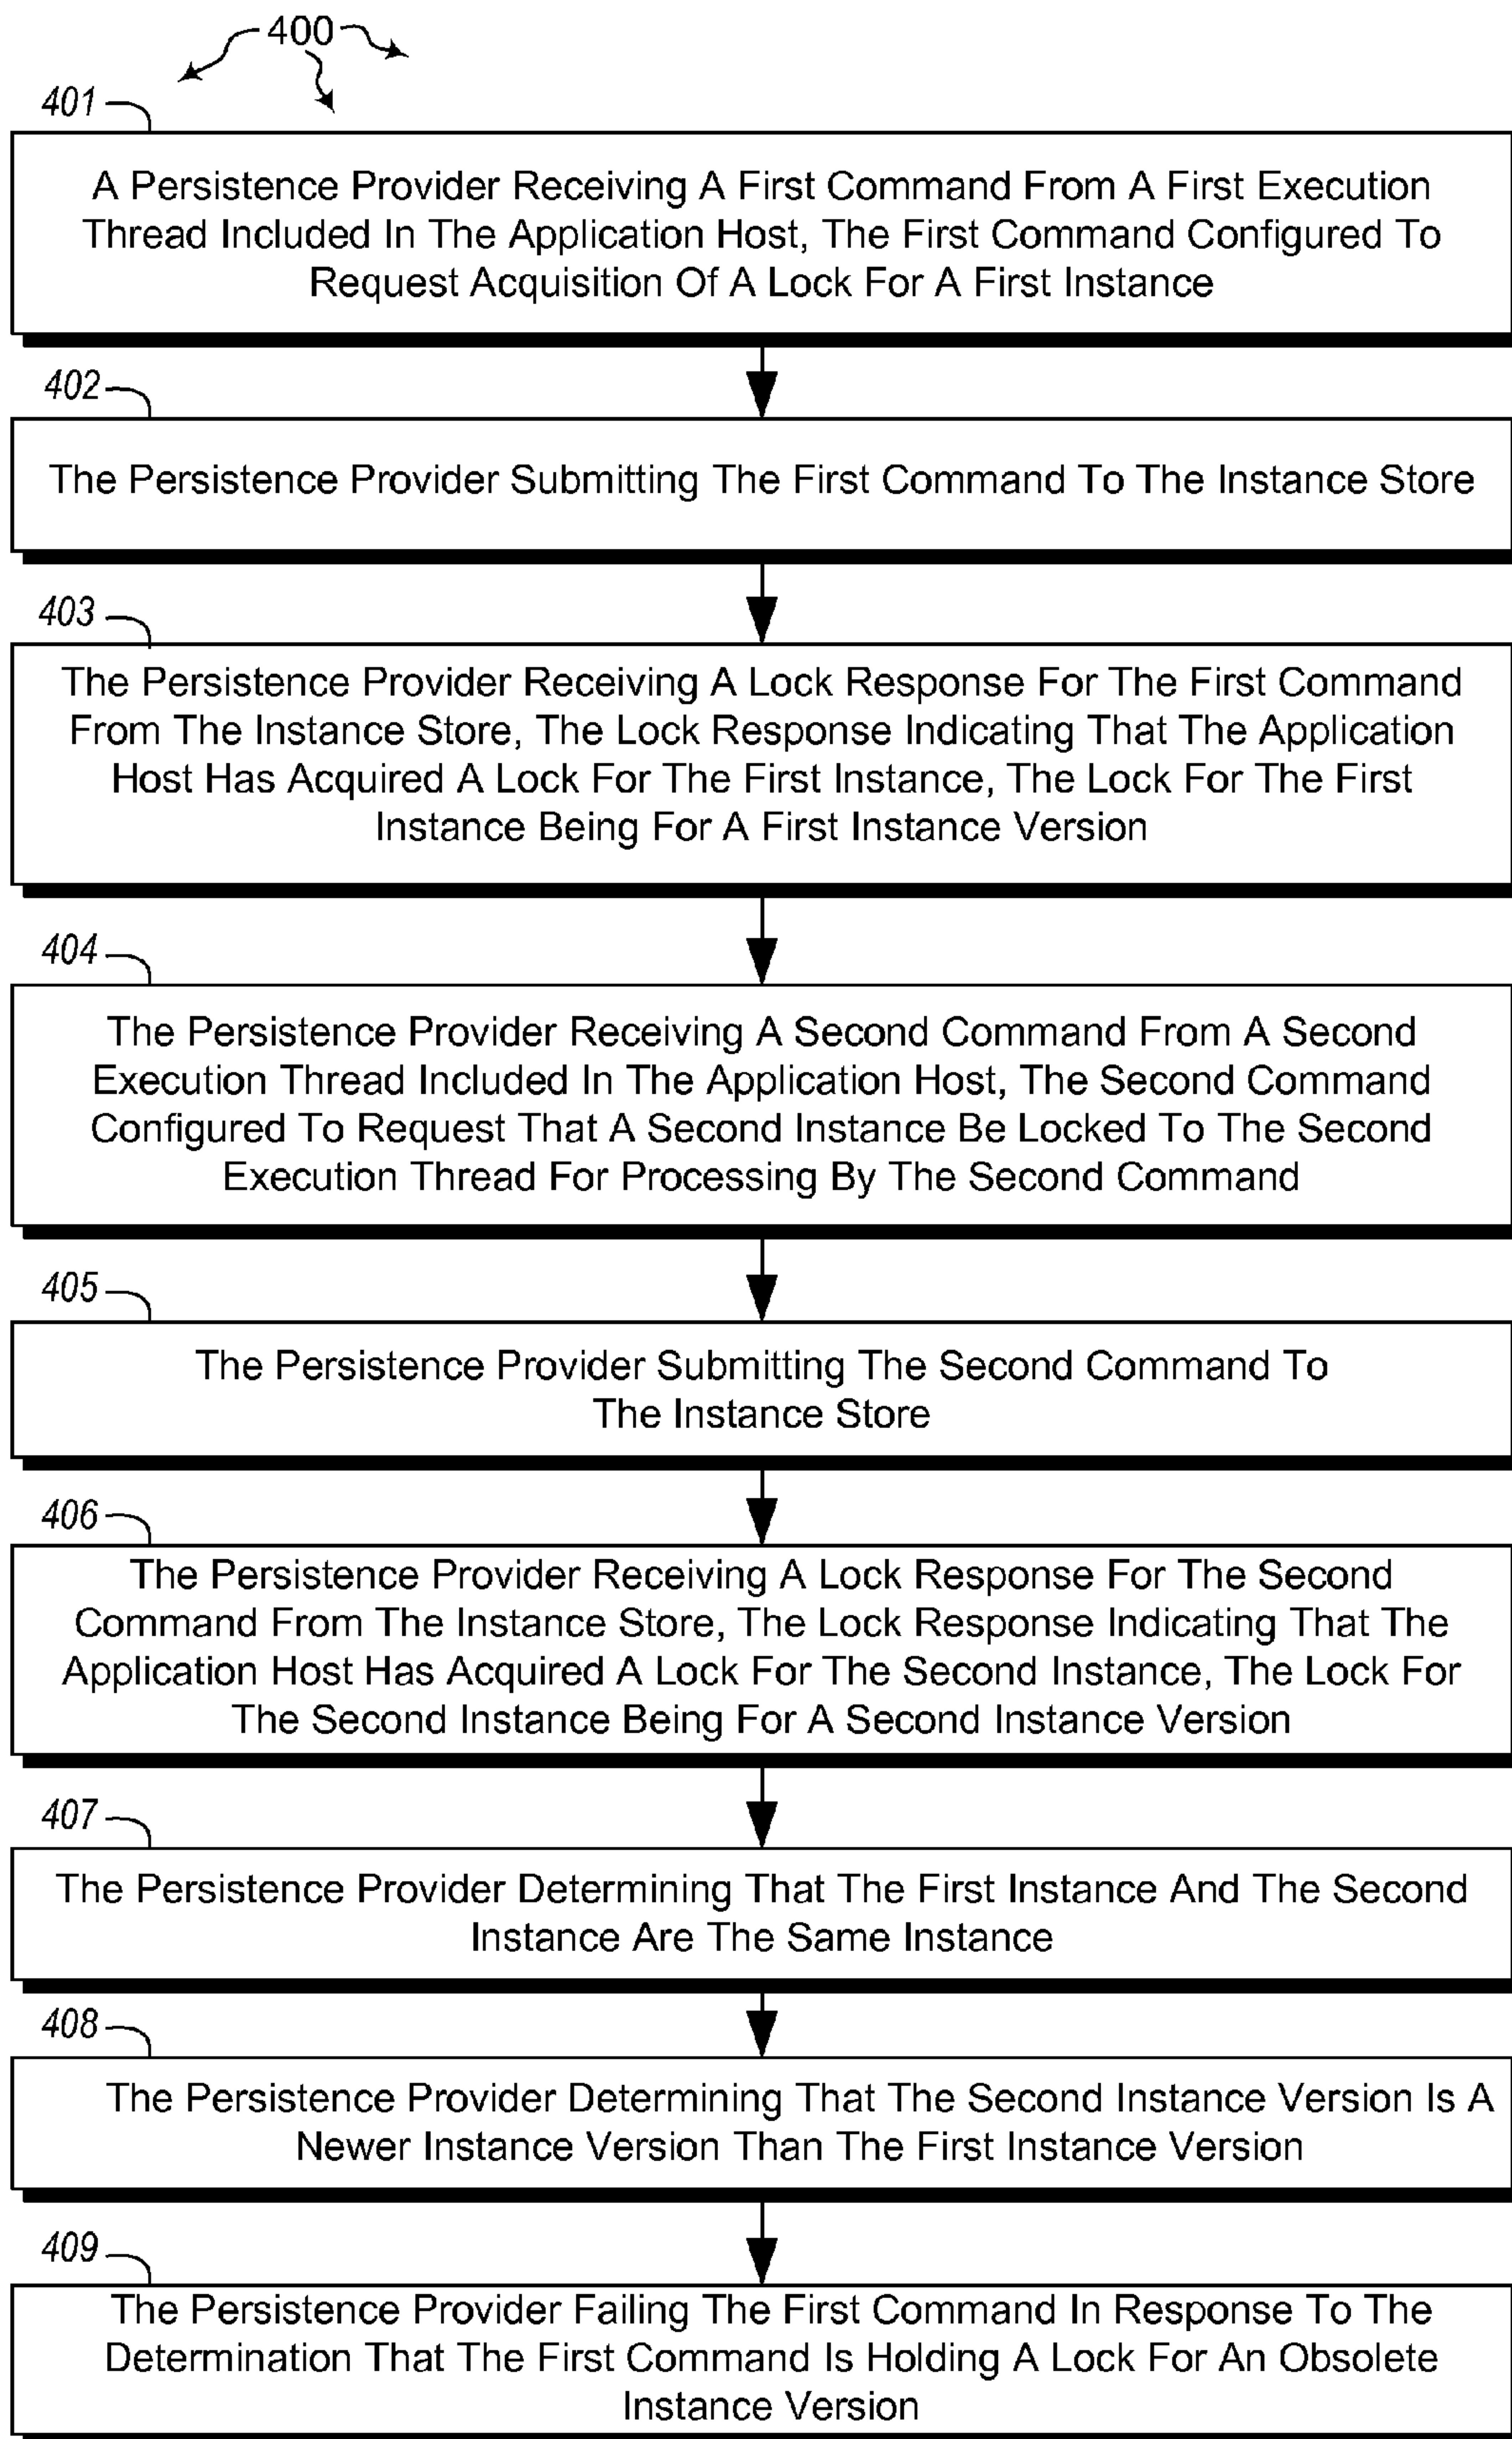 400
401
A Persistence Provider Receiving A First Command From A First Execution
Thread Included In The Application Host, The First Command Configured To
Request Acquisition Of A Lock For A First Instance
402
The Persistence Provider Submitting The First Command To The Instance Store
403
The Persistence Provider Receiving A Lock Response For The First Command
From The Instance Store, The Lock Response Indicating That The Application
Host Has Acquired A Lock For The First Instance, The Lock For The First
Instance Being For A First Instance Version
404
The Persistence Provider Receiving A Second Command From A Second
Execution Thread Included In The Application Host, The Second Command
Configured To Request That A Second Instance Be Locked To The Second
Execution Thread For Processing By The Second Command
405
The Persistence Provider Submitting The Second Command To
The Instance Store
406
The Persistence Provider Receiving A Lock Response For The Second
Command From The Instance Store, The Lock Response Indicating That The
Application Host Has Acquired A Lock For The Second Instance, The Lock For
The Second Instance Being For A Second Instance Version
407
The Persistence Provider Determining That The First Instance And The Second
Instance Are The Same Instance
408
The Persistence Provider Determining That The Second Instance Version Is A
Newer Instance Version Than The First Instance Version
409
The Persistence Provider Failing The First Command In Response To The
Determination That The First Command Is Holding A Lock For An Obsolete
Instance Version